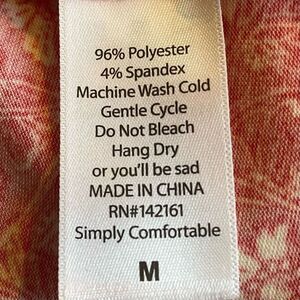 96% Polyester
4% Spandex
Machine Wash Cold
Gentle Cycle
Do Not Bleach
Hang Dry
or you'll be sad
MADE IN CHINA
RN#142161
Simply Comfortable
M